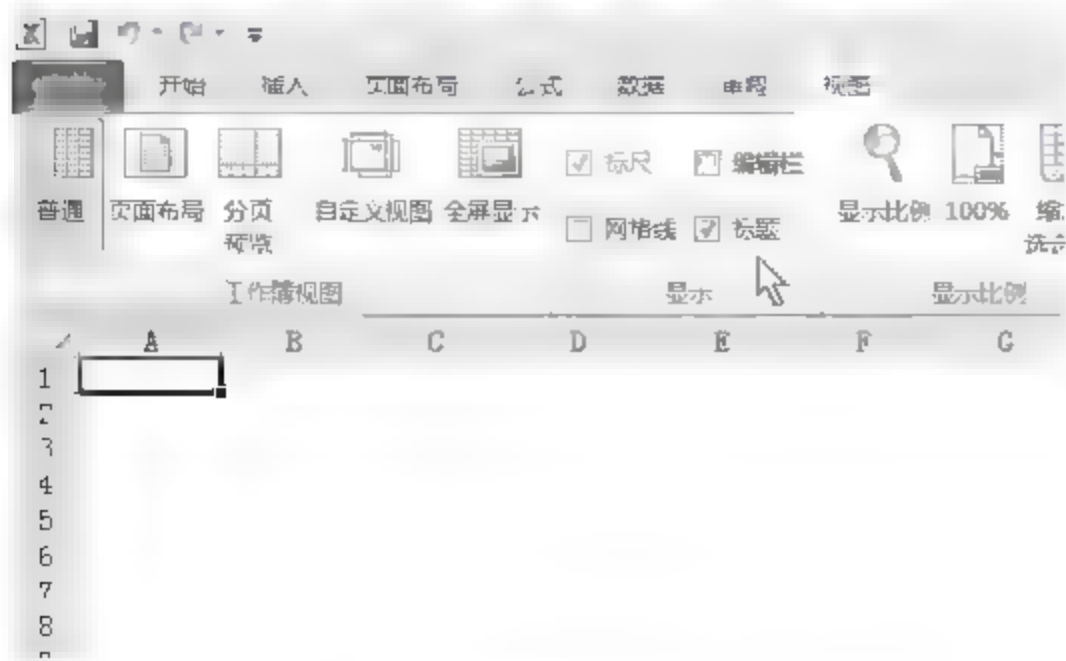 开始 插入 页面布局 公式 数据 审阅 视图
标尺 编辑栏
普通 页面布局 分页 自定义视图 全屏显示 显示比例 100% 缩
网格线 标题
预览 选
工作簿视图 显示 显示比例
A B C D E F G
1
2
3
4
5
6
7
8